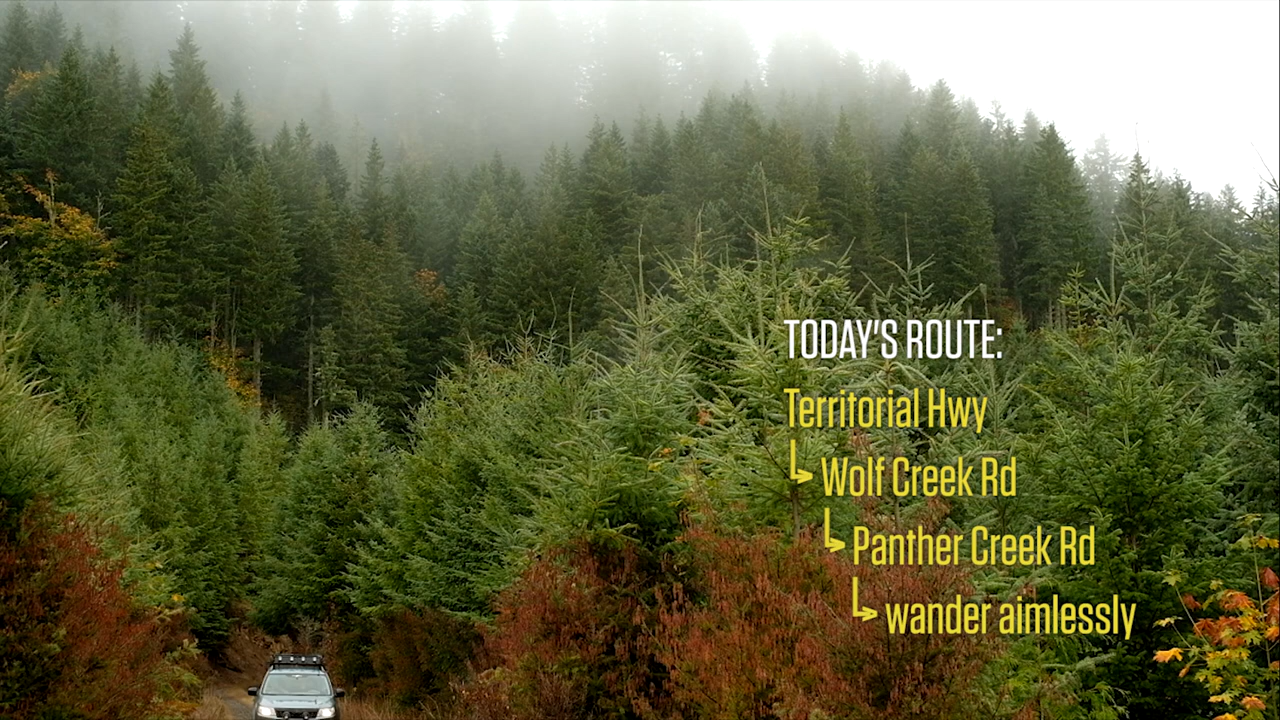 TODAY'S ROUTE:
Territorial Hwy
Wolf Creek Rd
Panther Creek Rd
wander aimlessly